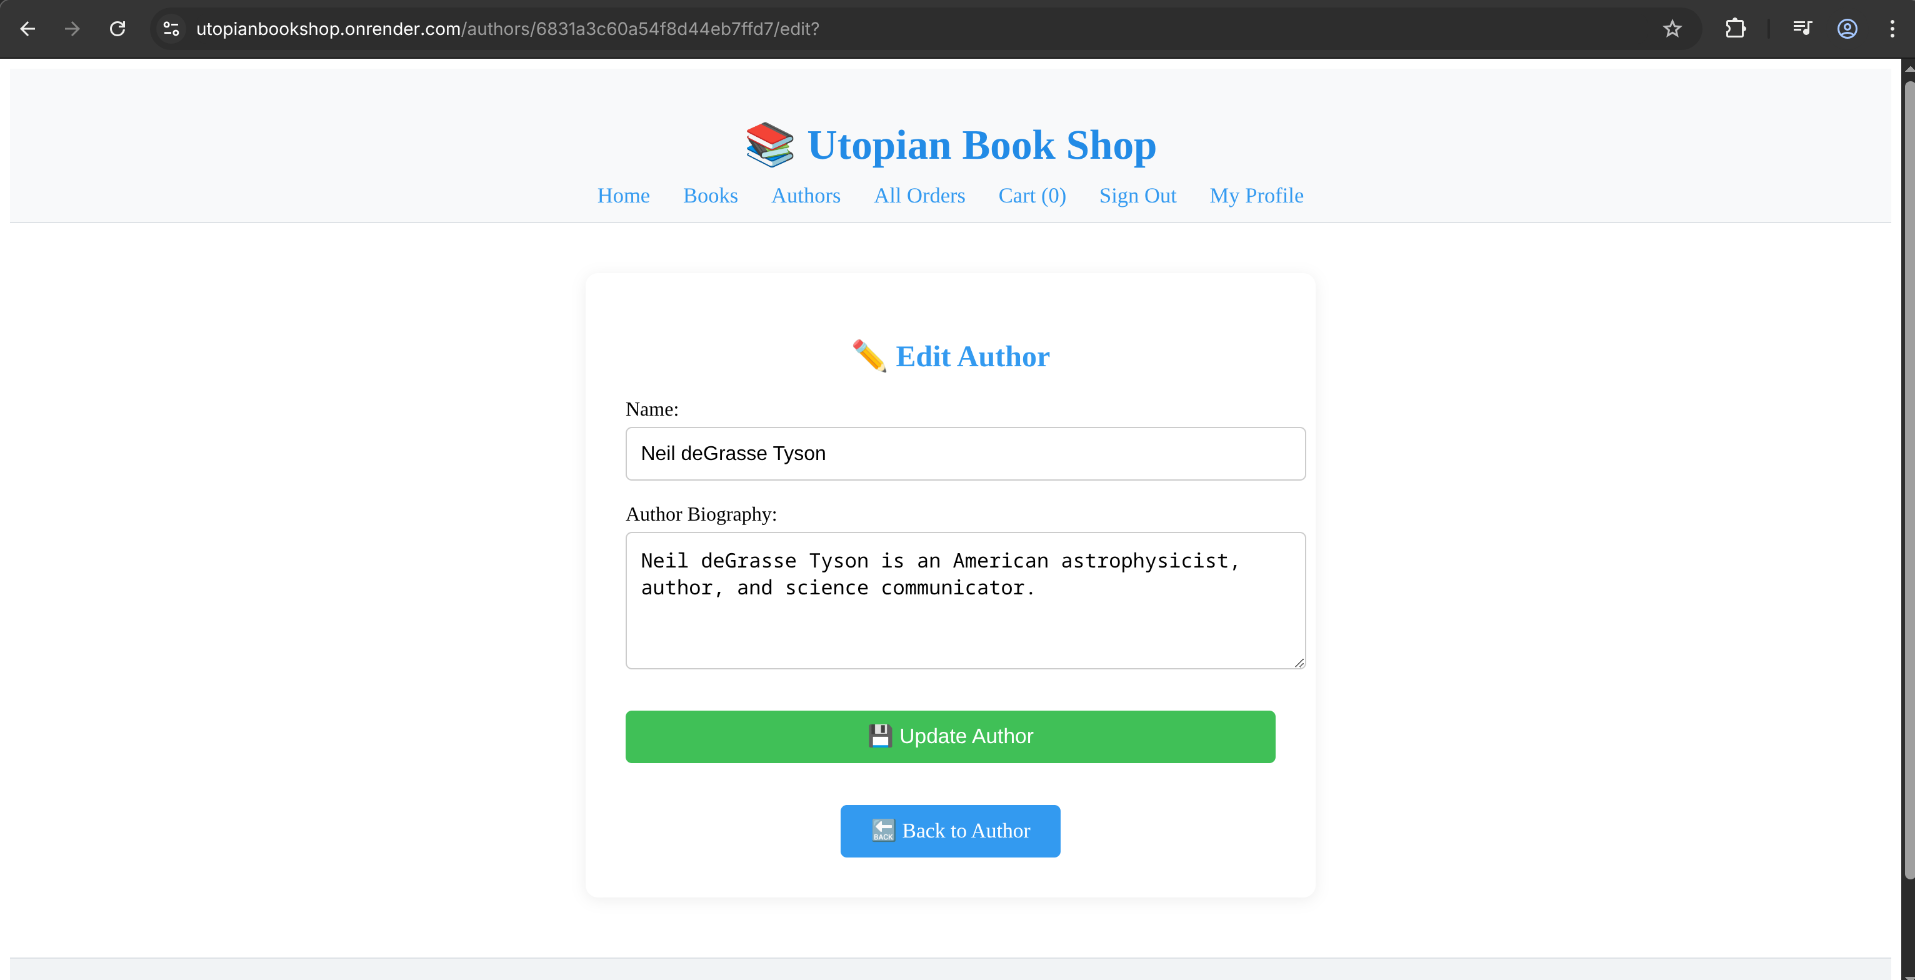 utopianbookshop.onrender.com/authors/6831a3c60a54f8d44eb7ffd7/edit?
Utopian Book Shop
Home Books Authors All Orders Cart (0) Sign Out My Profile
Edit Author
Name:
Neil deGrasse Tyson
Author Biography:
Neil deGrasse Tyson is an American astrophysicist,
author, and science communicator.
Update Author
BACK Back to Author